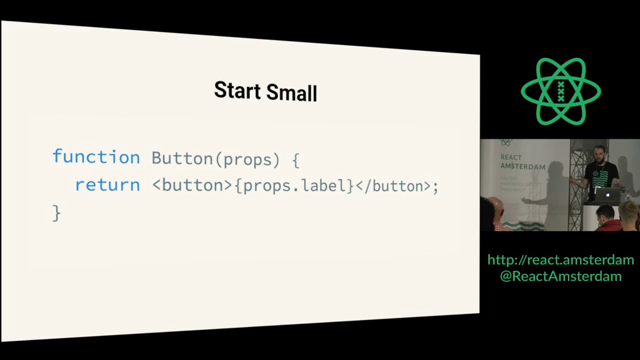 Start Small
function Button(props) {
return <button>{props.label}</button>;
}
REACT
AMSTERDAM
http://react.amsterdam
@ReactAmsterdam